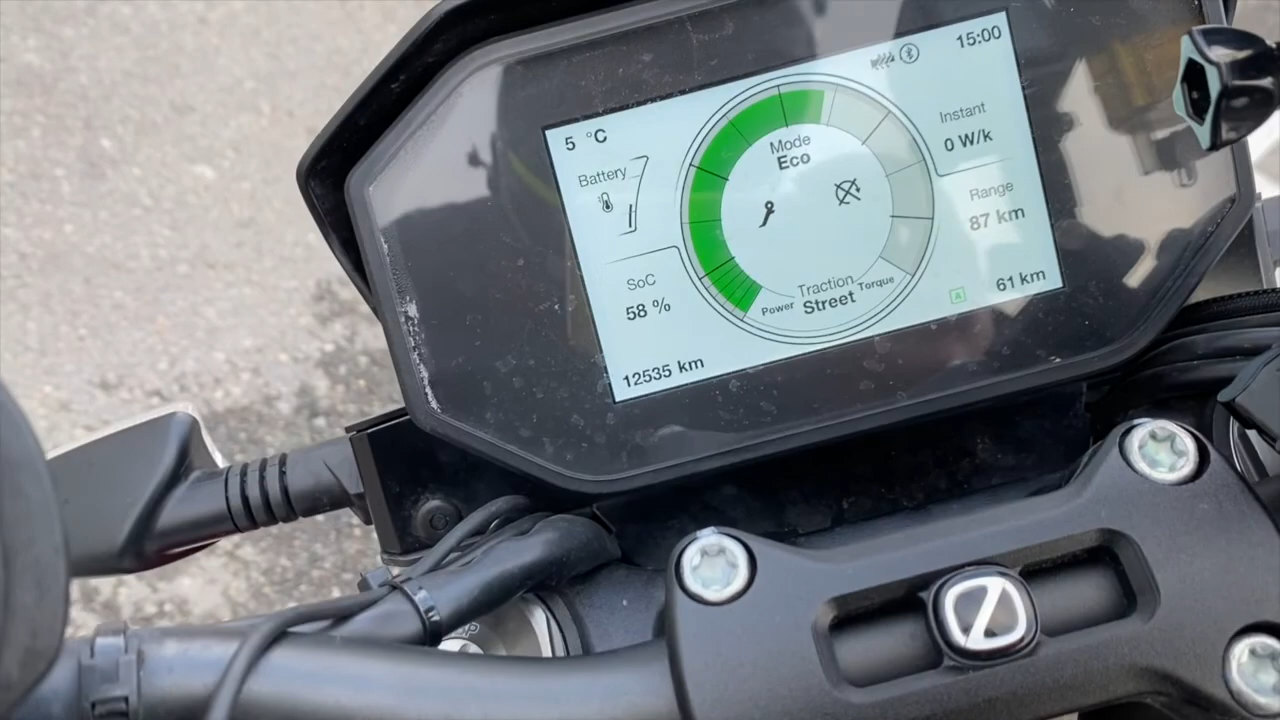 15:00
5 °C
Battery
Mode
Eco
Instant
0 W/k
Range
87 km
SoC
58 %
Traction
Power Street Torque
A 61 km
12535 km